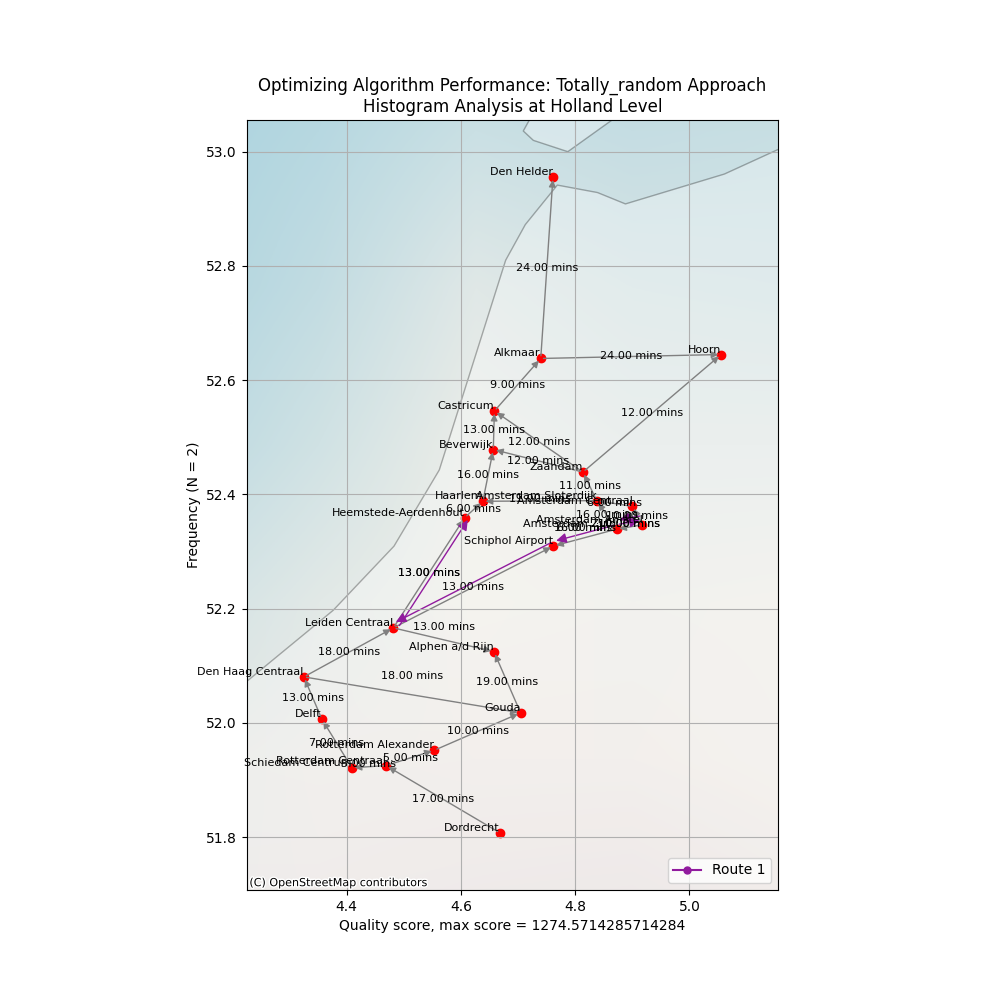 Optimizing Algorithm Performance: Totally_random Approach
Histogram Analysis at Holland Level
53.0
52.8
52.6
52.4
52.2
52.0
51.8
Frequency (N = 2)
Den Helder
24.00 mins
Alkmaar
Hoorn
24.00 mins
9.00 mins
Castricum
12.00 mins
13.00 mins
Beverwijk
12.00 mins
12.00 mins
Zaandam
16.00 mins
11.00 mins
Haarlem
Amsterdam Sloterdijk
Amsterdam Centraal
6.00 mins
Heemstede-Aerdenhout
Schiphol Airport
13.00 mins
13.00 mins
Leiden Centraal
13.00 mins
18.00 mins
Alphen a/d Rijn
Den Haag Centraal
18.00 mins
19.00 mins
13.00 mins
Gouda
Delft
10.00 mins
7.00 mins
Rotterdam Alexander
5.00 mins
Rotterdam Centraal
Schiedam Centrum
17.00 mins
Dordrecht
Route 1
(C) OpenStreetMap contributors
4.4
4.6
4.8
5.0
Quality score, max score = 1274.5714285714284